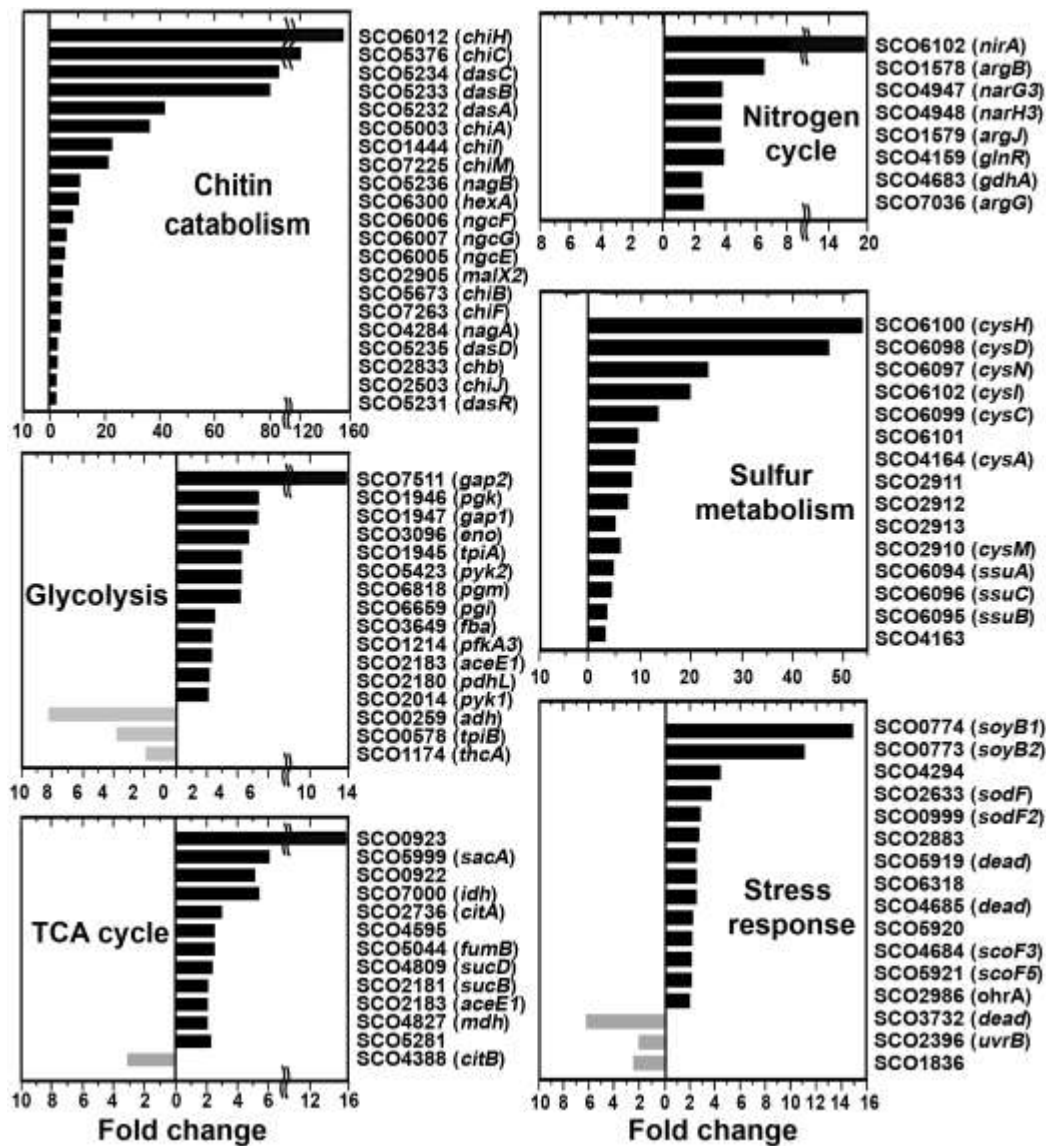 SCO6012 (chiH)
SCO5376 (chiC)
SCO5234 (dasC)
SCO5233 (dasB)
SCO5232 (dasA)
SCO5003 (chiA)
SCO1444 (chiI)
SCO7225 (chiM)
SCO5236 (nagB)
SCO6300 (hexA)
SCO6006 (ngcF)
SCO6007 (ngcG)
SCO6005 (ngcE)
SCO2905 (malX2)
SCO5673 (chiB)
SCO7263 (chiF)
SCO4284 (nagA)
SCO5235 (dasD)
SCO2833 (chb)
SCO2503 (chiJ)
SCO5231 (dasR)
Chitin
catabolism
10 0 20 40 60 80 120 160
SCO7511 (gap2)
SCO1946 (pgk)
SCO1947 (gap1)
SCO3096 (eno)
SCO1945 (tpiA)
SCO5423 (pyk2)
SCO6818 (pgm)
SCO6659 (pgi)
SCO3649 (fba)
SCO1214 (pfkA3)
SCO2183 (aceE1)
SCO2180 (pdhL)
SCO2014 (pyk1)
SCO0259 (adh)
SCO0578 (tpiB)
SCO1174 (thcA)
Glycolysis
10 8 6 4 2 0 2 4 6 8 10 14
SCO0923
SCO5999 (sacA)
SCO0922
SCO7000 (idh)
SCO2736 (citA)
SCO4595
SCO5044 (fumB)
SCO4809 (sucD)
SCO2181 (sucB)
SCO2183 (aceE1)
SCO4827 (mdh)
SCO5281
SCO4388 (citB)
TCA cycle
10 8 6 4 2 0 2 4 6 8 12 16
Fold change
SCO6102 (nirA)
SCO1578 (argB)
SCO4947 (narG3)
SCO4948 (narH3)
SCO1579 (argJ)
SCO4159 (glnR)
SCO4683 (gdhA)
SCO7036 (argG)
Nitrogen
cycle
8 6 4 2 0 2 4 6 8 14 20
SCO6100 (cysH)
SCO6098 (cysD)
SCO6097 (cysN)
SCO6102 (cysI)
SCO6099 (cysC)
SCO6101
SCO4164 (cysA)
SCO2911
SCO2912
SCO2913
SCO2910 (cysM)
SCO6094 (ssuA)
SCO6096 (ssuC)
SCO6095 (ssuB)
SCO4163
Sulfur
metabolism
10 0 10 20 30 40 50
SCO0774 (soyB1)
SCO0773 (soyB2)
SCO4294
SCO2633 (sodF)
SCO0999 (sodF2)
SCO2883
SCO5919 (dead)
SCO6318
SCO4685 (dead)
SCO5920
SCO4684 (scoF3)
SCO5921 (scoF5)
SCO2986 (ohrA)
SCO3732 (dead)
SCO2396 (uvrB)
SCO1836
Stress
response
10 8 6 4 2 0 2 4 6 8 10 12 14 16
Fold change